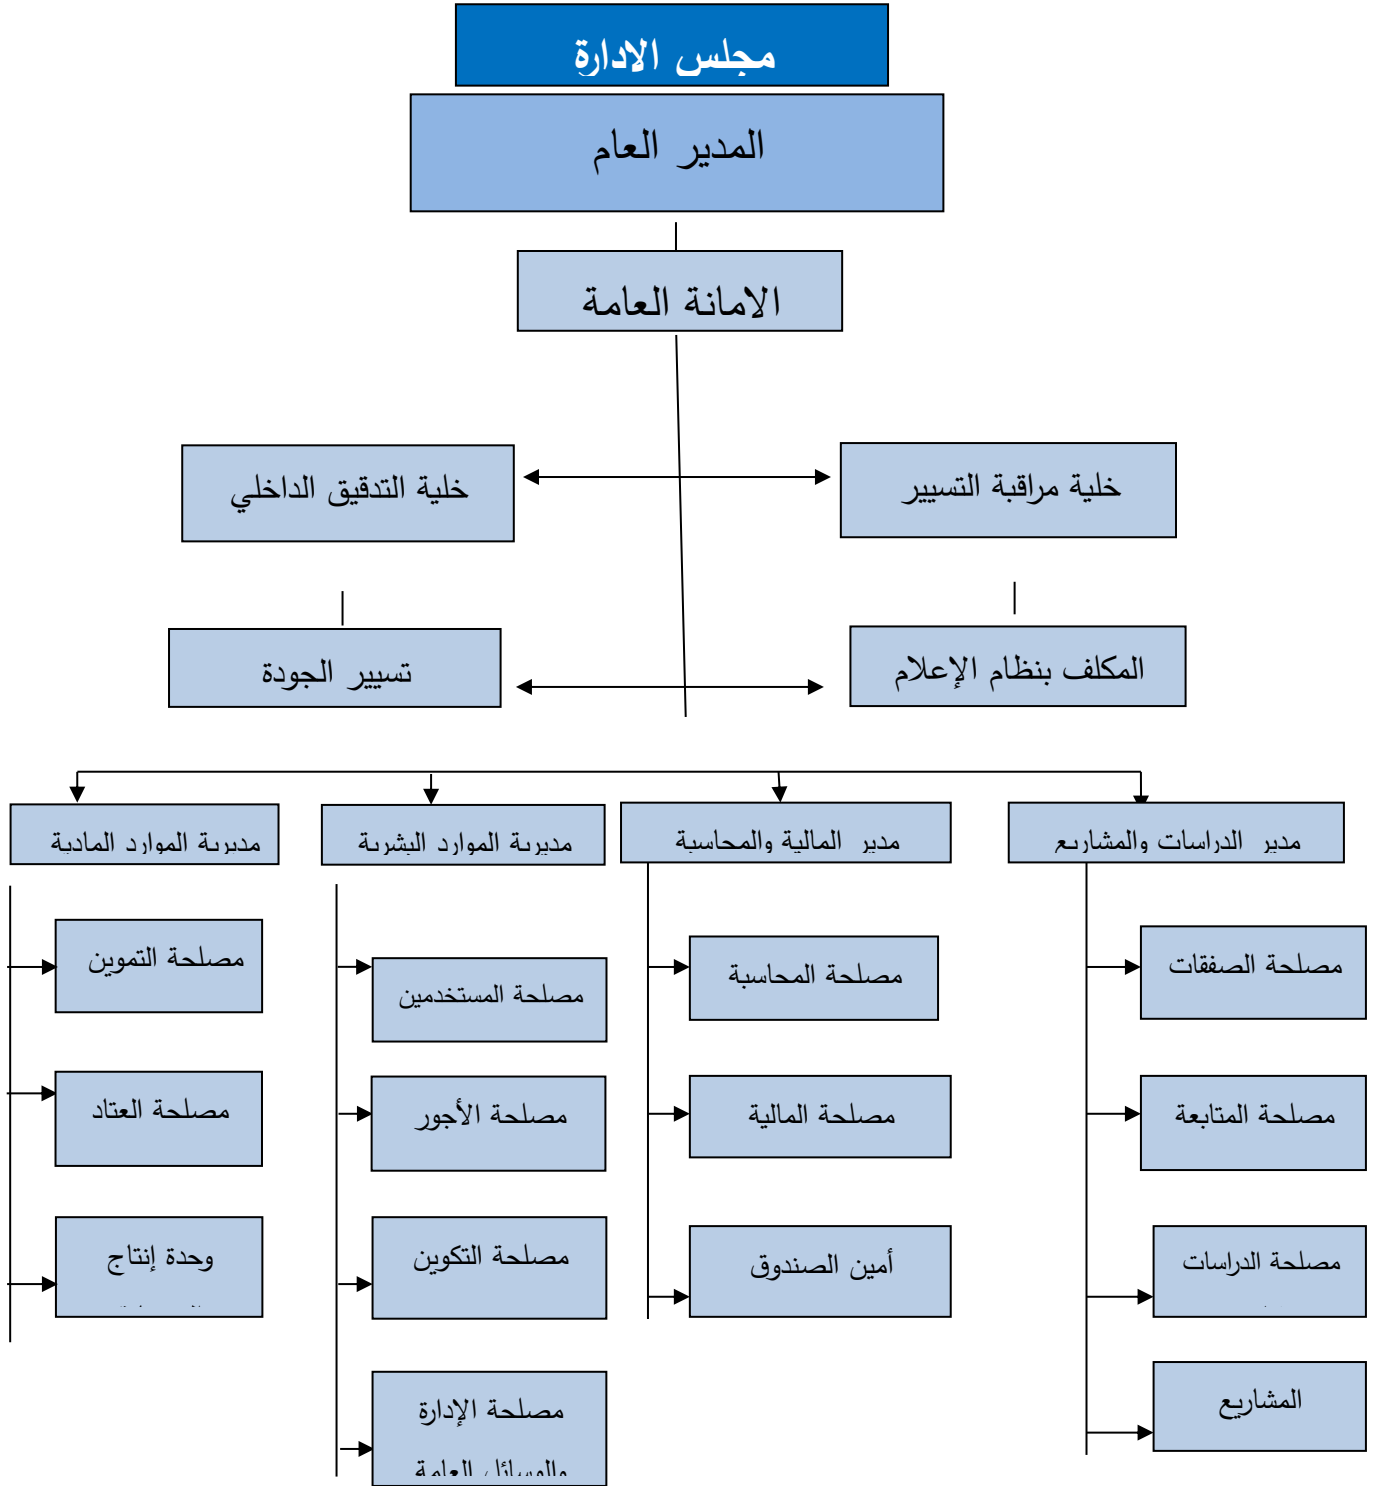 مجلس الادارة
المدير العام
الامانة العامة
خلية مراقبة التسيير
خلية التدقيق الداخلي
المكلف بنظام الإعلام
تسيير الجودة
مدير الدراسات والمشاريع
مدير المالية والمحاسبة
مديرية الموارد البشرية
مديرية الموارد المادية
مصلحة الصفقات
مصلحة المتابعة
مصلحة الدراسات
المشاريع
مصلحة المحاسبة
مصلحة المالية
أمين الصندوق
مصلحة المستخدمين
مصلحة الأجور
مصلحة التكوين
مصلحة الإدارة
والوسائل العامة
مصلحة التموين
مصلحة العتاد
وحدة إنتاج